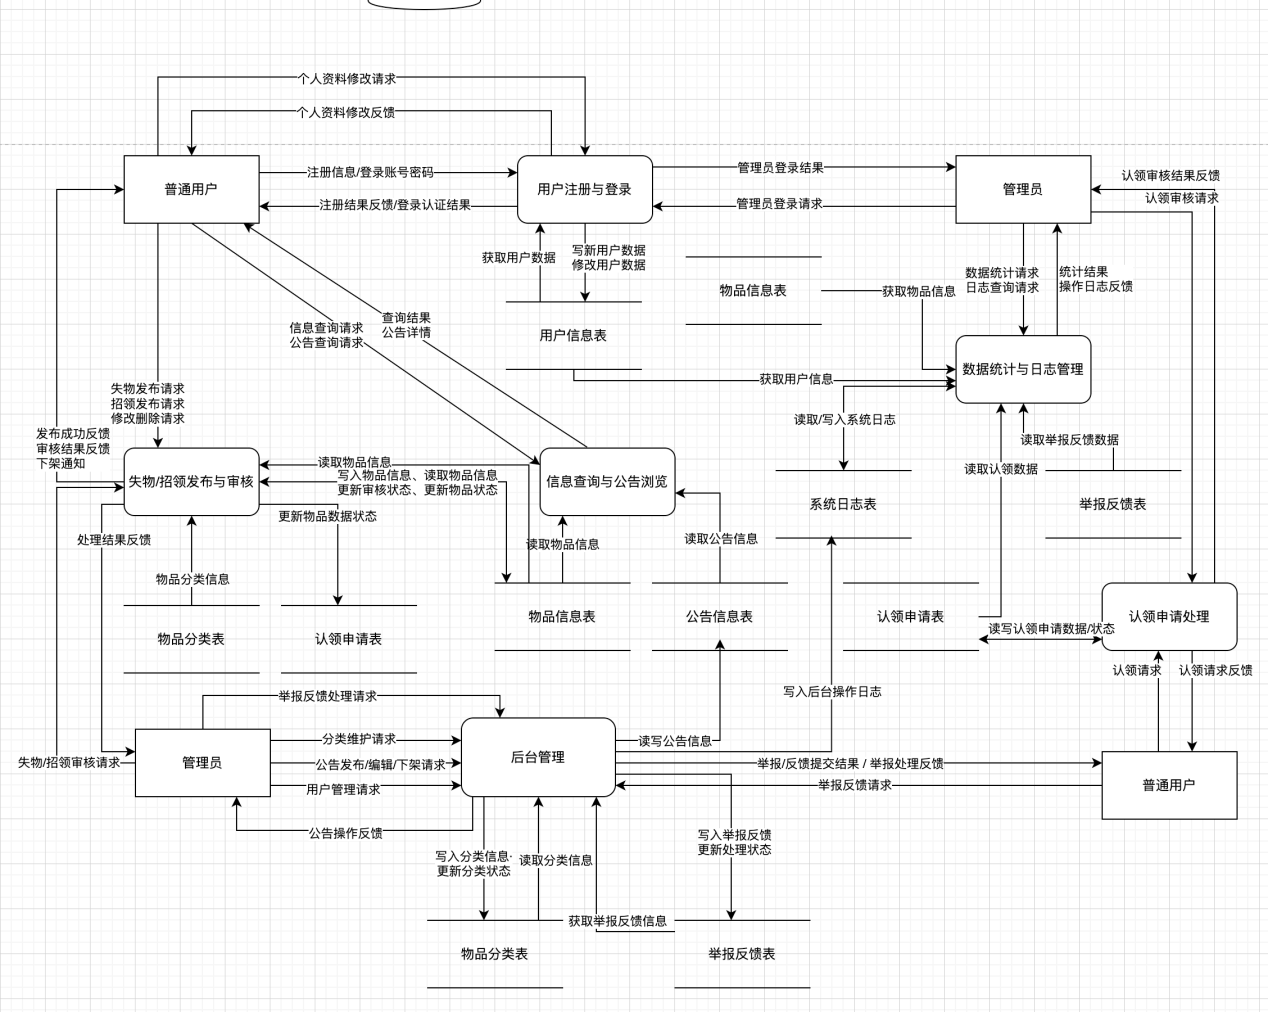 个人资料修改请求
个人资料修改反馈
普通用户
注册信息/登录账号密码
注册结果反馈/登录认证结果
用户注册与登录
管理员登录结果
管理员登录请求
管理员
认领审核结果反馈
认领审核请求
获取用户数据
写新用户数据
修改用户数据
物品信息表
获取物品信息
数据统计请求
日志查询请求
统计结果
操作日志反馈
信息查询请求
公告查询请求
查询结果
公告详情
用户信息表
获取用户信息
数据统计与日志管理
失物发布请求
招领发布请求
修改删除请求
发布成功反馈
审核结果反馈
下架通知
读取/写入系统日志
读取举报反馈数据
读取认领数据
失物/招领发布与审核
读取物品信息
写入物品信息、读取物品信息
更新审核状态、更新物品状态
信息查询与公告浏览
更新物品数据状态
系统日志表
举报反馈表
处理结果反馈
读取物品信息
读取公告信息
物品分类信息
物品分类表
认领申请表
物品信息表
公告信息表
认领申请表
读写认领申请数据/状态
认领申请处理
认领请求
认领请求反馈
举报反馈处理请求
写入后台操作日志
失物/招领审核请求
管理员
分类维护请求
公告发布/编辑/下架请求
用户管理请求
后台管理
读写公告信息
举报/反馈提交结果 / 举报处理反馈
举报反馈请求
普通用户
公告操作反馈
写入分类信息·
更新分类状态
读取分类信息
写入举报反馈
更新处理状态
获取举报反馈信息
物品分类表
举报反馈表